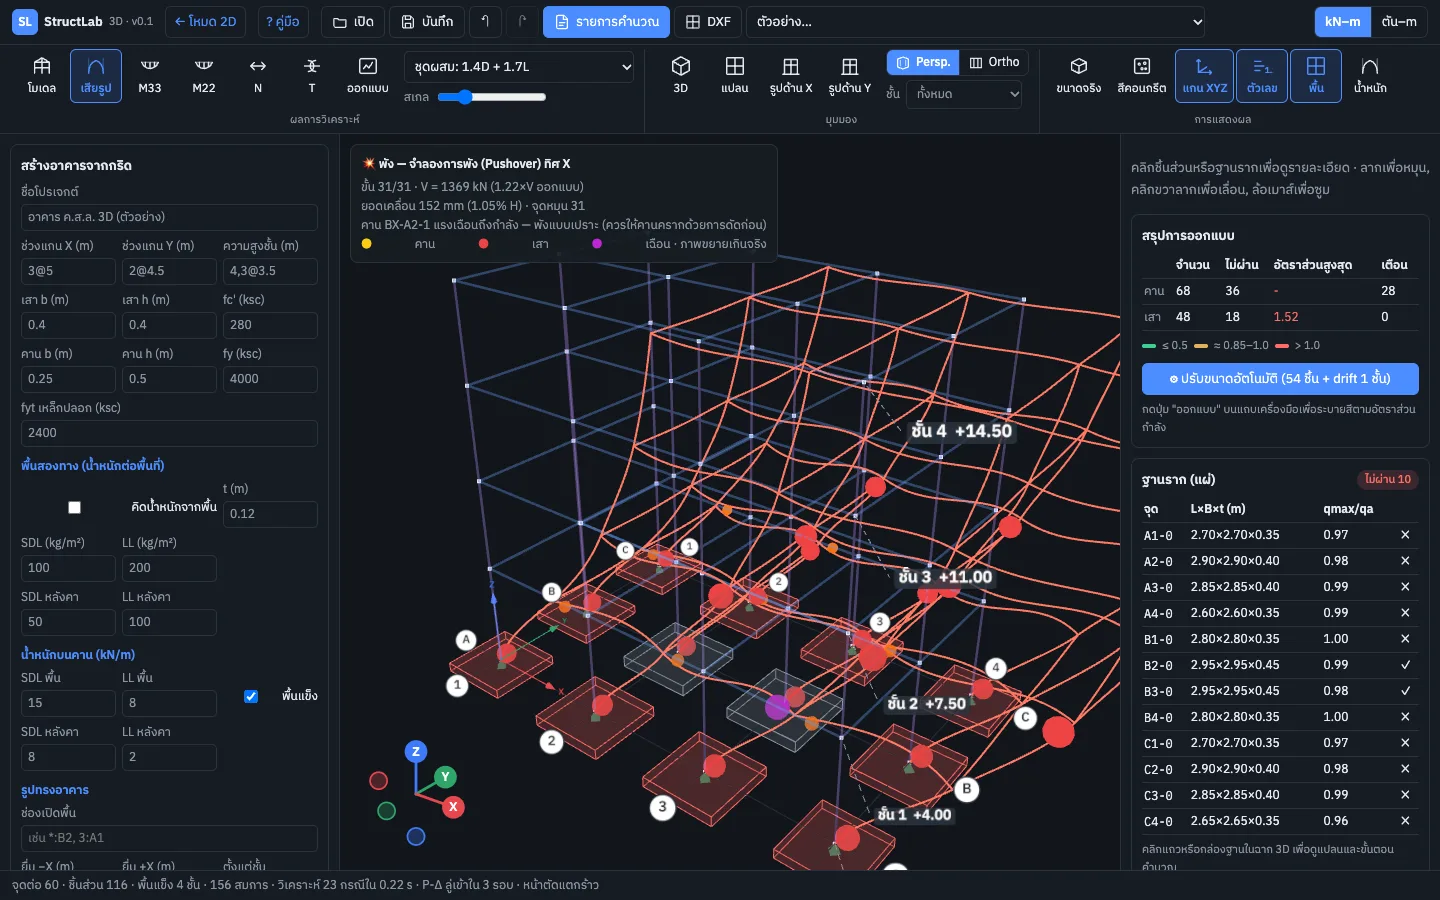 SL StructLab 3D · v0.1 ← โหมด 2D ? คู่มือ เปิด บันทึก รายการคำนวณ DXF ตัวอย่าง... kN–m ตัน–m
โมเดล เสียรูป M33 M22 N T ออกแบบ ชุดผสม: 1.4D + 1.7L
สเกล
ผลการวิเคราะห์
3D แปลน รูปด้าน X รูปด้าน Y Persp. Ortho
ชั้น ทั้งหมด
มุมมอง
ขนาดจริง สีคอนกรีต แกน XYZ ตัวเลข พื้น น้ำหนัก
การแสดงผล
สร้างอาคารจากกริด
ชื่อโปรเจกต์
อาคาร ค.ส.ล. 3D (ตัวอย่าง)
ช่วงแกน X (m) ช่วงแกน Y (m) ความสูงชั้น (m)
3@5 2@4.5 4,3@3.5
เสา b (m) เสา h (m) fc' (ksc)
0.4 0.4 280
คาน b (m) คาน h (m) fy (ksc)
0.25 0.5 4000
fyt เหล็กปลอก (ksc)
2400
พื้นสองทาง (น้ำหนักต่อพื้นที่)
คิดน้ำหนักจากพื้น t (m)
0.12
SDL (kg/m²) LL (kg/m²)
100 200
SDL หลังคา LL หลังคา
50 100
น้ำหนักบนคาน (kN/m)
SDL พื้น LL พื้น
15 8 พื้นแข็ง
SDL หลังคา LL หลังคา
8 2
รูปทรงอาคาร
ช่องเปิดพื้น
เช่น *:B2, 3:A1
ยื่น −X (m) ยื่น +X (m) ตั้งแต่ชั้น
💥 พัง — จำลองการพัง (Pushover) ทิศ X
ขั้น 31/31 · V = 1369 kN (1.22×V ออกแบบ)
ยอดเคลื่อน 152 mm (1.05% H) · จุดหมุน 31
คาน BX-A2-1 แรงเฉือนถึงกำลัง — พังแบบเปราะ (ควรให้คานครากด้วยการดัดก่อน)
คาน เสา เฉือน · ภาพขยายเกินจริง
ชั้น 4 +14.50
ชั้น 3 +11.00
ชั้น 2 +7.50
ชั้น 1 +4.00
C 1
B 2
A 3
1 4
2 C
3 B
Z
Y
X
Z
Y
X
คลิกชิ้นส่วนหรือฐานรากเพื่อดูรายละเอียด · ลากเพื่อหมุน,
คลิกขวาลากเพื่อเลื่อน, ล้อเมาส์เพื่อซูม
สรุปการออกแบบ
จำนวน ไม่ผ่าน อัตราส่วนสูงสุด เตือน
คาน 68 36 - 28
เสา 48 18 1.52 0
≤ 0.5 ≈ 0.85–1.0 > 1.0
⚙ ปรับขนาดอัตโนมัติ (54 ชิ้น + drift 1 ชั้น)
กดปุ่ม "ออกแบบ" บนแถบเครื่องมือเพื่อระบายสีตามอัตราส่วน
กำลัง
ฐานราก (แผ่) ไม่ผ่าน 10
จุด L×B×t (m) qmax/qa
A1-0 2.70×2.70×0.35 0.97 ✕
A2-0 2.90×2.90×0.40 0.98 ✕
A3-0 2.85×2.85×0.40 0.99 ✕
A4-0 2.60×2.60×0.35 0.99 ✕
B1-0 2.80×2.80×0.35 1.00 ✕
B2-0 2.95×2.95×0.45 0.99 ✓
B3-0 2.95×2.95×0.45 0.98 ✓
B4-0 2.80×2.80×0.35 1.00 ✕
C1-0 2.70×2.70×0.35 0.97 ✕
C2-0 2.90×2.90×0.40 0.98 ✕
C3-0 2.85×2.85×0.40 0.99 ✕
C4-0 2.65×2.65×0.35 0.96 ✕
คลิกแถวหรือกล่องฐานในฉาก 3D เพื่อดูแปลนและขั้นตอน
คำนวณ
จุดต่อ 60 · ชิ้นส่วน 116 · พื้นแข็ง 4 ชั้น · 156 สมการ · วิเคราะห์ 23 กรณีใน 0.22 s · P-Δ ลู่เข้าใน 3 รอบ · หน้าตัดแตกร้าว